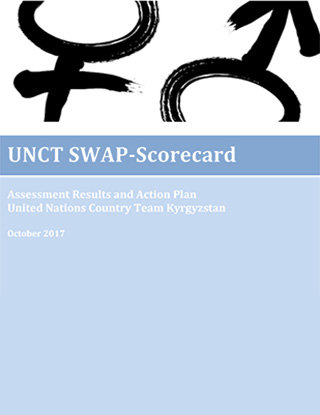 UNCT SWAP-Scorecard
Assessment Results and Action Plan
United Nations Country Team Kyrgyzstan
October 2017